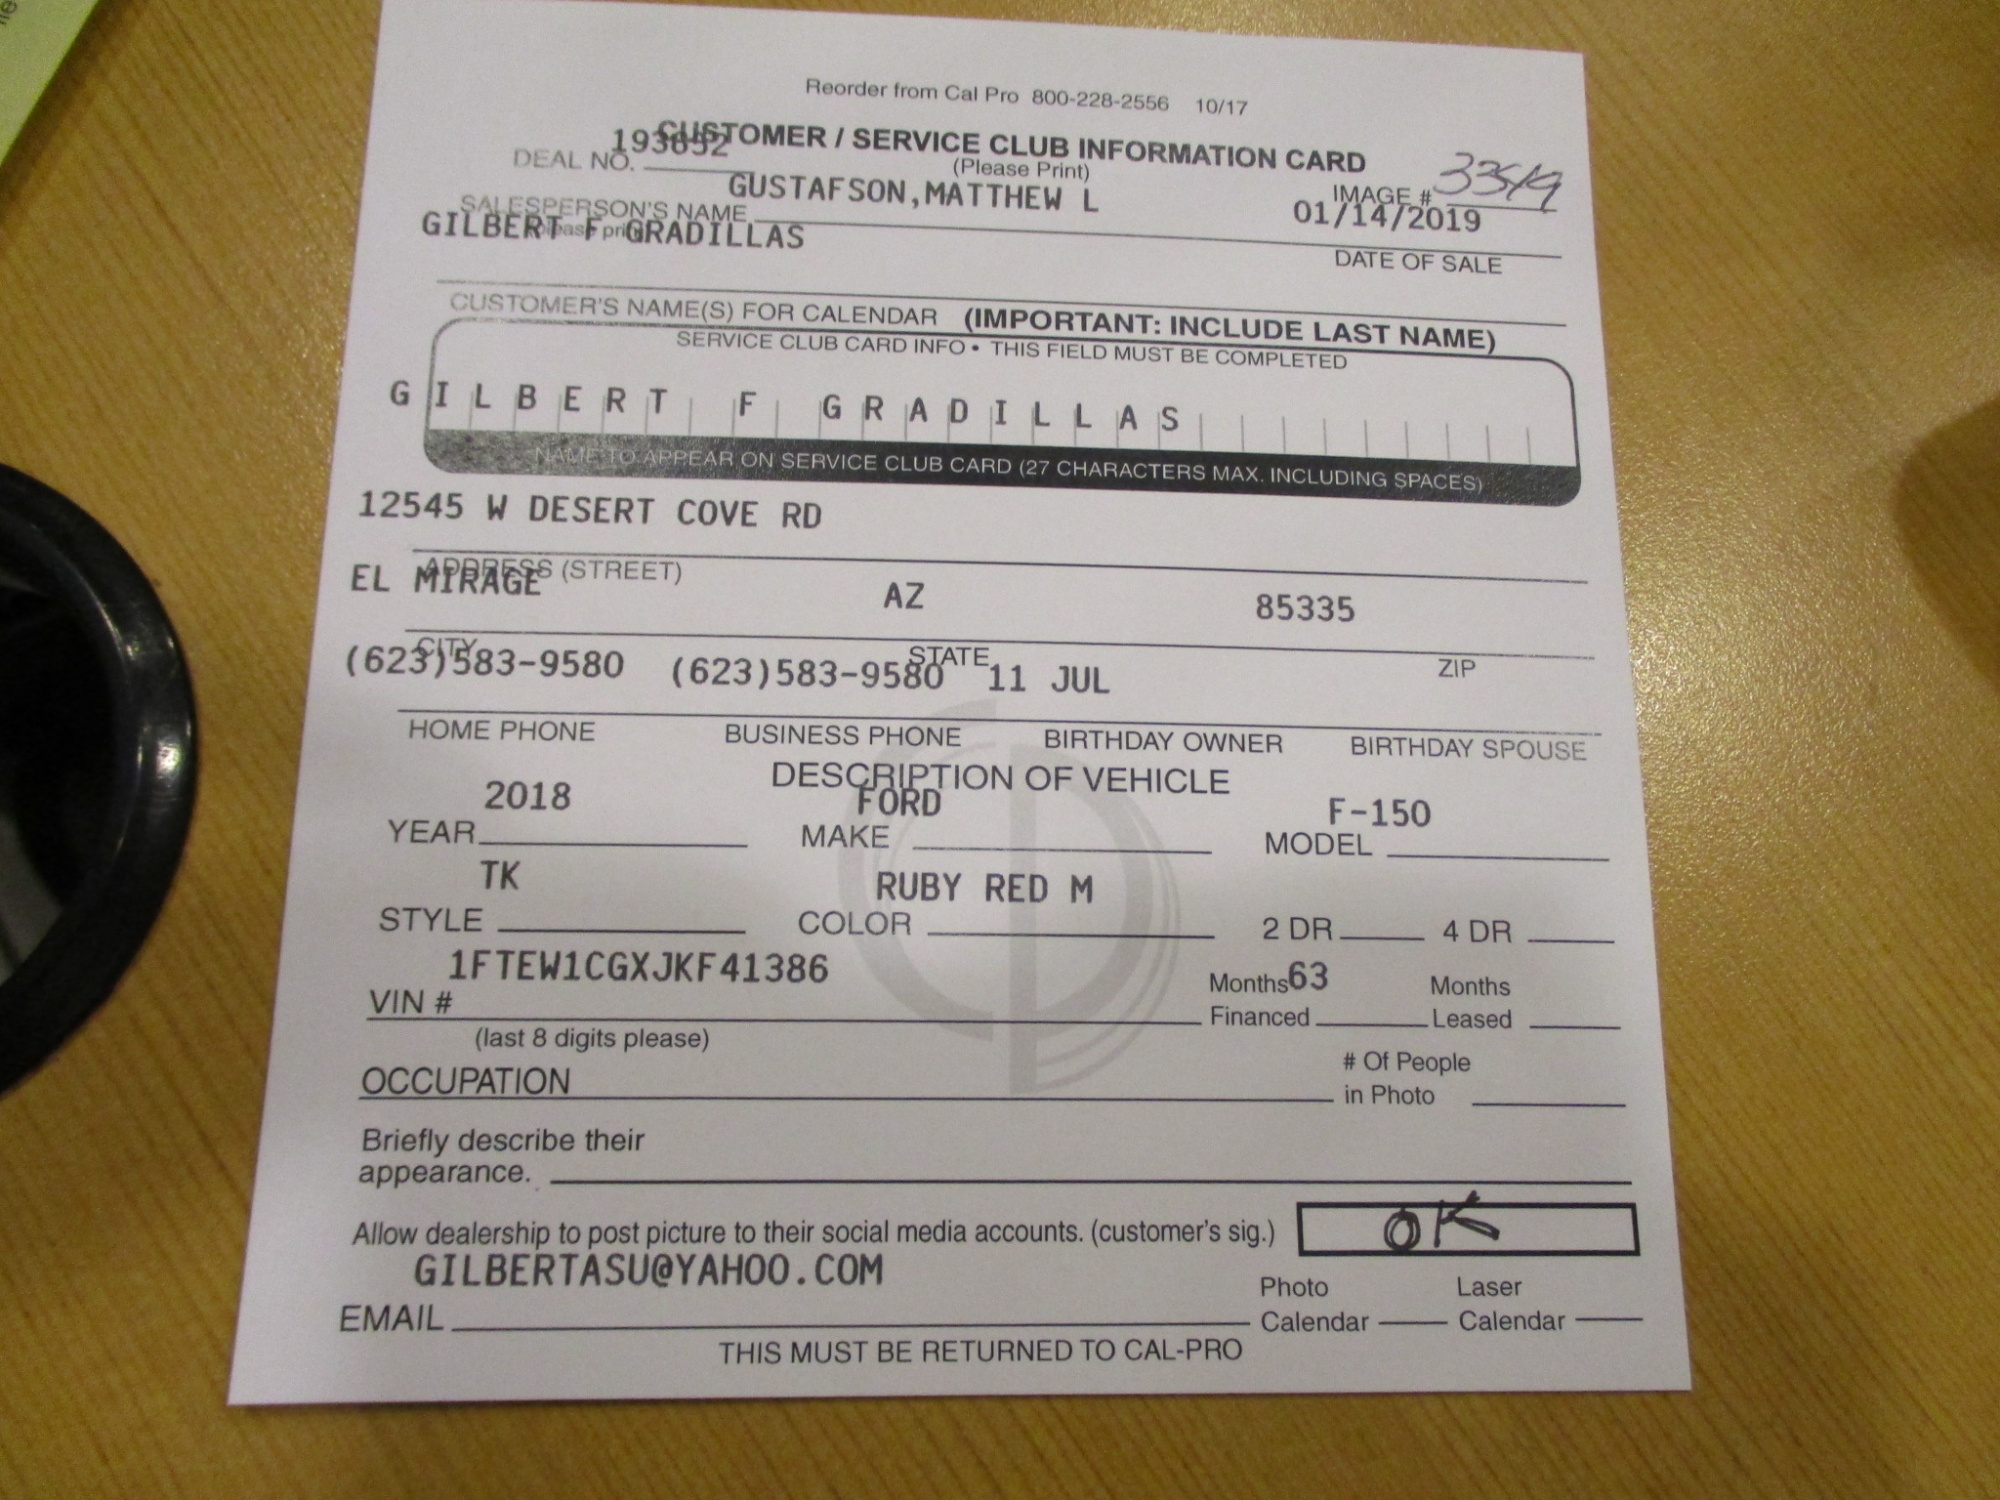 Reorder from Cal Pro 800-228-2556 10/17
CUSTOMER / SERVICE CLUB INFORMATION CARD
(Please Print)
DEAL NO. 193652
IMAGE # 33519
SALESPERSON'S NAME GUSTAFSON,MATTHEW L
(please print)
01/14/2019
DATE OF SALE
GILBERT F GRADILLAS
CUSTOMER'S NAME(S) FOR CALENDAR (IMPORTANT: INCLUDE LAST NAME)
SERVICE CLUB CARD INFO • THIS FIELD MUST BE COMPLETED
GILBERT F GRADILLAS
NAME TO APPEAR ON SERVICE CLUB CARD (27 CHARACTERS MAX. INCLUDING SPACES)
12545 W DESERT COVE RD
ADDRESS (STREET)
EL MIRAGE AZ 85335
CITY STATE ZIP
(623)583-9580 (623)583-9580 11 JUL
HOME PHONE BUSINESS PHONE BIRTHDAY OWNER BIRTHDAY SPOUSE
DESCRIPTION OF VEHICLE
2018 FORD F-150
YEAR MAKE MODEL
TK RUBY RED M
STYLE COLOR 2 DR 4 DR
1FTEW1CGXJKF41386 Months 63 Months
VIN # Financed Leased
(last 8 digits please)
# Of People
OCCUPATION in Photo
Briefly describe their
appearance.
Allow dealership to post picture to their social media accounts. (customer's sig.) OK
GILBERTASU@YAHOO.COM Photo Laser
EMAIL Calendar Calendar
THIS MUST BE RETURNED TO CAL-PRO